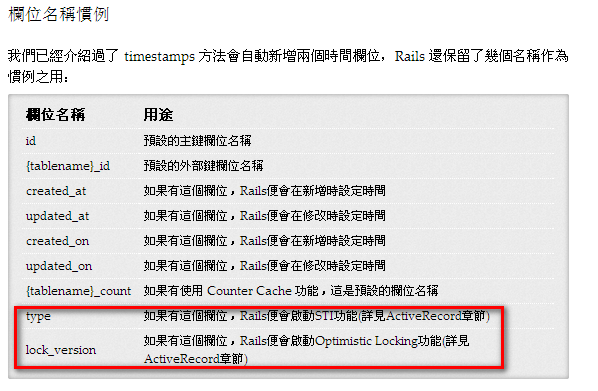 欄位名稱慣例
我們已經介紹過了 timestamps 方法會自動新增兩個時間欄位，Rails 還保留了幾個名稱作為
慣例之用：
欄位名稱 用途
id 預設的主鍵欄位名稱
{tablename}_id 預設的外部鍵欄位名稱
created_at 如果有這個欄位，Rails便會在新增時設定時間
updated_at 如果有這個欄位，Rails便會在修改時設定時間
created_on 如果有這個欄位，Rails便會在新增時設定時間
updated_on 如果有這個欄位，Rails便會在修改時設定時間
{tablename}_count 如果有使用 Counter Cache 功能，這是預設的欄位名稱
type 如果有這個欄位，Rails便會啟動STI功能(詳見ActiveRecord章節)
lock_version 如果有這個欄位，Rails便會啟動Optimistic Locking功能(詳見
ActiveRecord章節)